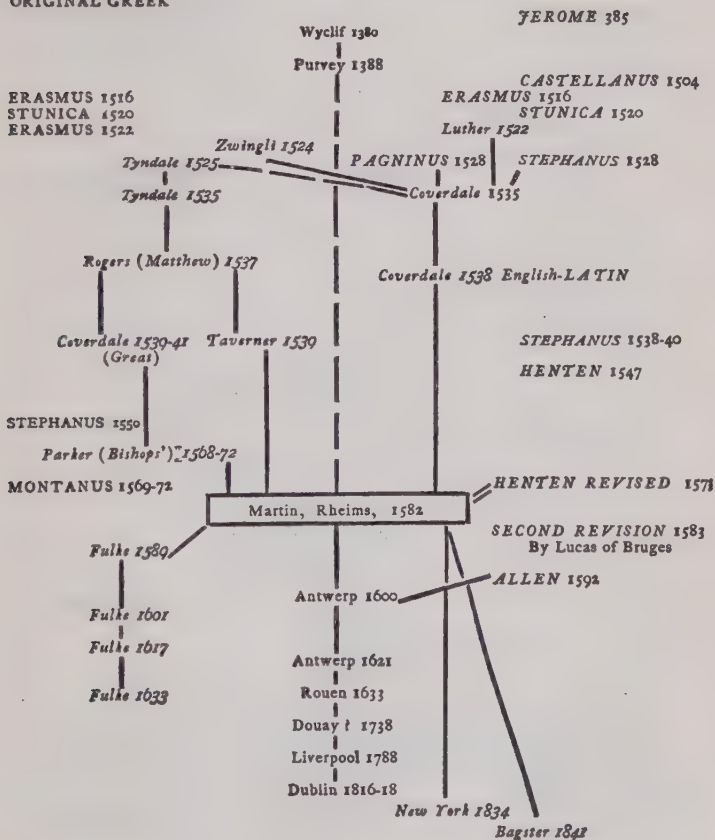 ORIGINAL GREEK
JEROME 385
Wyclif 1380
Purvey 1388
CASTELLANUS 1504
ERASMUS 1516
ERASMUS 1516
STUNICA 1520
STUNICA 1520
ERASMUS 1522
Luther 1522
Zwingli 1524
Tyndale 1525
PAGNINUS 1528
STEPHANUS 1528
Tyndale 1535
Coverdale 1535
Rogers (Matthew) 1537
Coverdale 1538 English-LATIN
Coverdale 1539-41
(Great)
Taverner 1539
STEPHANUS 1538-40
HENTEN 1547
STEPHANUS 1550
Parker (Bishops') 1568-72
MONTANUS 1569-72
HENTEN REVISED
Martin, Rheims, 1582
SECOND REVISION 1583
By Lucas of Bruges
Fulke 1589
ALLEN 1592
Antwerp 1600
Fulke 1601
Fulke 1617
Antwerp 1621
Fulke 1633
Rouen 1633
Douay ? 1738
Liverpool 1788
Dublin 1816-18
New York 1834
Bagster 1841